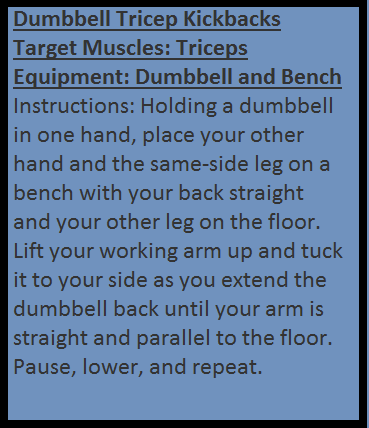 Dumbbell Tricep Kickbacks
Target Muscles: Triceps
Equipment: Dumbbell and Bench
Instructions: Holding a dumbbell
in one hand, place your other
hand and the same-side leg on a
bench with your back straight
and your other leg on the floor.
Lift your working arm up and tuck
it to your side as you extend the
dumbbell back until your arm is
straight and parallel to the floor.
Pause, lower, and repeat.